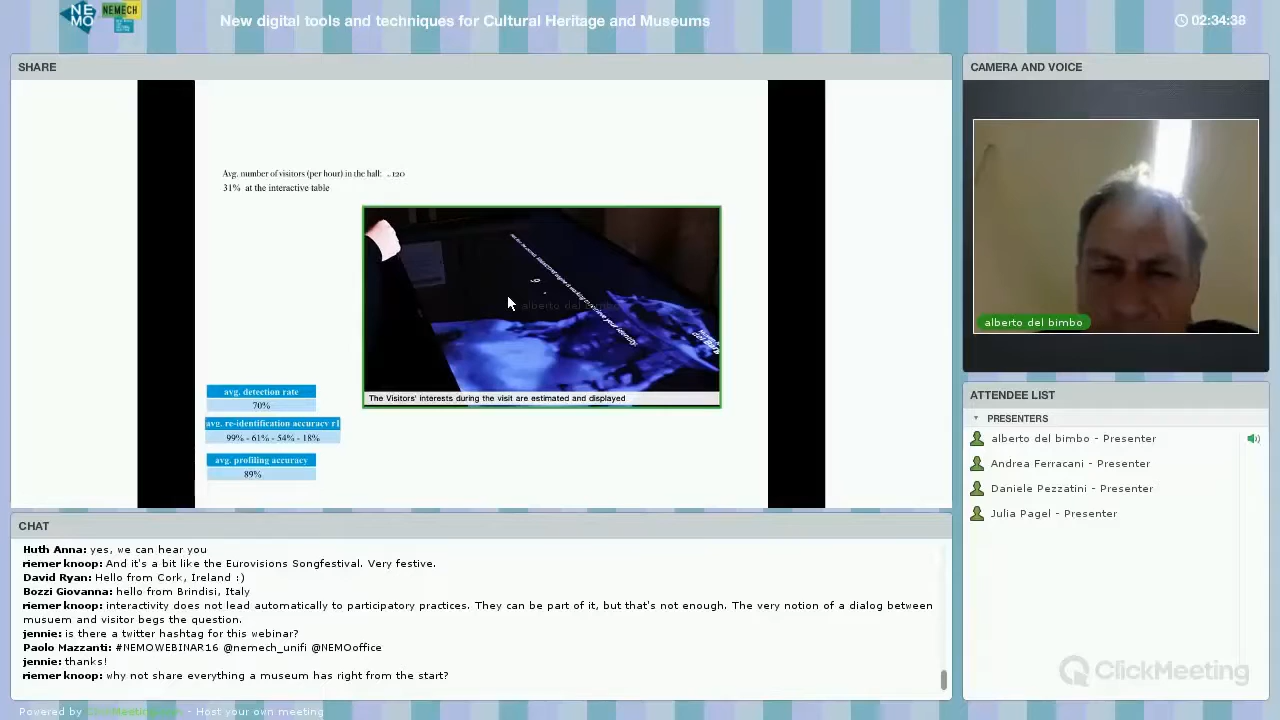 NE
MO
NEMECH
New digital tools and techniques for Cultural Heritage and Museums
02:34:38
SHARE
Avg. number of visitors (per hour) in the hall: ..120
31% at the interactive table
alberto del bimbo
The Visitors' interests during the visit are estimated and displayed
avg. detection rate
70%
avg. re-identification accuracy r1
99% - 61% - 54% - 18%
avg. profiling accuracy
89%
CAMERA AND VOICE
alberto del bimbo
ATTENDEE LIST
PRESENTERS
alberto del bimbo - Presenter
Andrea Ferracani - Presenter
Daniele Pezzatini - Presenter
Julia Pagel - Presenter
CHAT
Huth Anna: yes, we can hear you
riemer knoop: And it's a bit like the Eurovisions Songfestival. Very festive.
David Ryan: Hello from Cork, Ireland :)
Bozzi Giovanna: hello from Brindisi, Italy
riemer knoop: interactivity does not lead automatically to participatory practices. They can be part of it, but that's not enough. The very notion of a dialog between
musuem and visitor begs the question.
jennie: is there a twitter hashtag for this webinar?
Paolo Mazzanti: #NEMOWEBINAR16 @nemech_unifi @NEMOoffice
jennie: thanks!
riemer knoop: why not share everything a museum has right from the start?
ClickMeeting
Powered by ClickMeeting.com - Host your own meeting